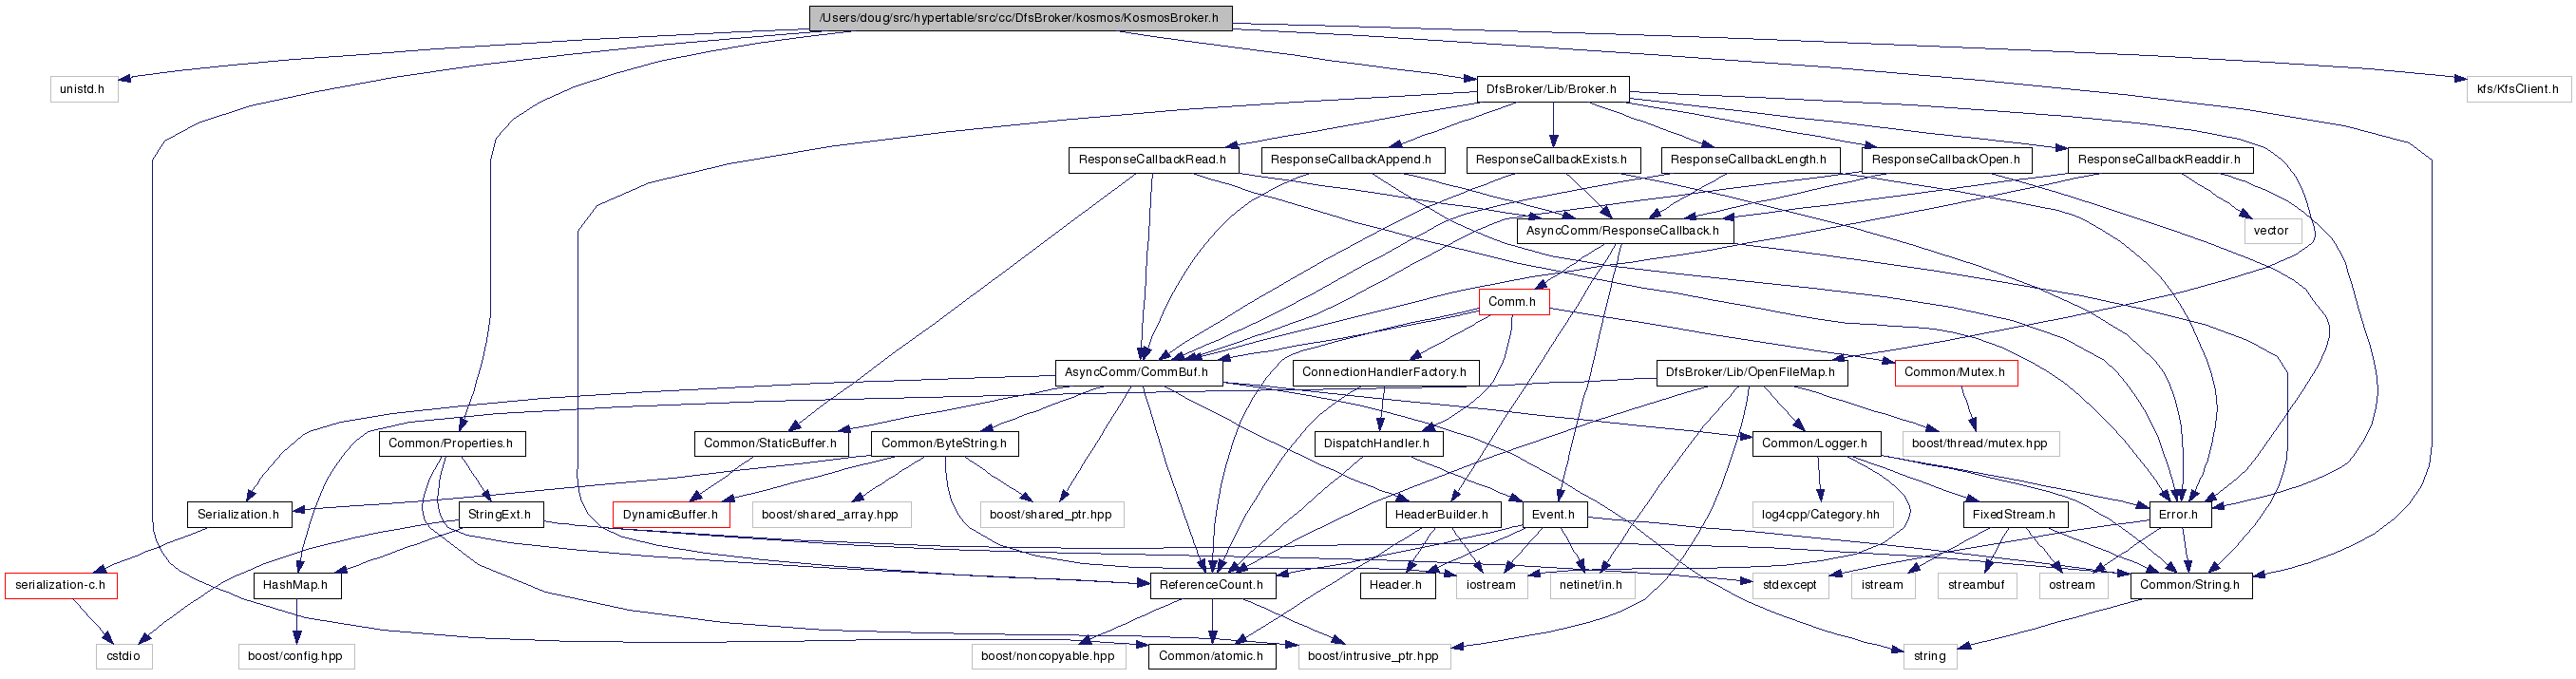 /Users/doug/src/hypertable/src/cc/DfsBroker/kosmos/KosmosBroker.h
unistd.h
DfsBroker/Lib/Broker.h
kfs/KfsClient.h
ResponseCallbackRead.h
ResponseCallbackAppend.h
ResponseCallbackExists.h
ResponseCallbackLength.h
ResponseCallbackOpen.h
ResponseCallbackReaddir.h
AsyncComm/ResponseCallback.h
vector
Comm.h
AsyncComm/CommBuf.h
ConnectionHandlerFactory.h
DfsBroker/Lib/OpenFileMap.h
Common/Mutex.h
Common/Properties.h
Common/StaticBuffer.h
Common/ByteString.h
DispatchHandler.h
Common/Logger.h
boost/thread/mutex.hpp
Serialization.h
StringExt.h
DynamicBuffer.h
boost/shared_array.hpp
boost/shared_ptr.hpp
HeaderBuilder.h
Event.h
log4cpp/Category.hh
FixedStream.h
Error.h
serialization-c.h
HashMap.h
ReferenceCount.h
Header.h
iostream
netinet/in.h
stdexcept
istream
streambuf
ostream
Common/String.h
cstdio
boost/config.hpp
boost/noncopyable.hpp
Common/atomic.h
boost/intrusive_ptr.hpp
string